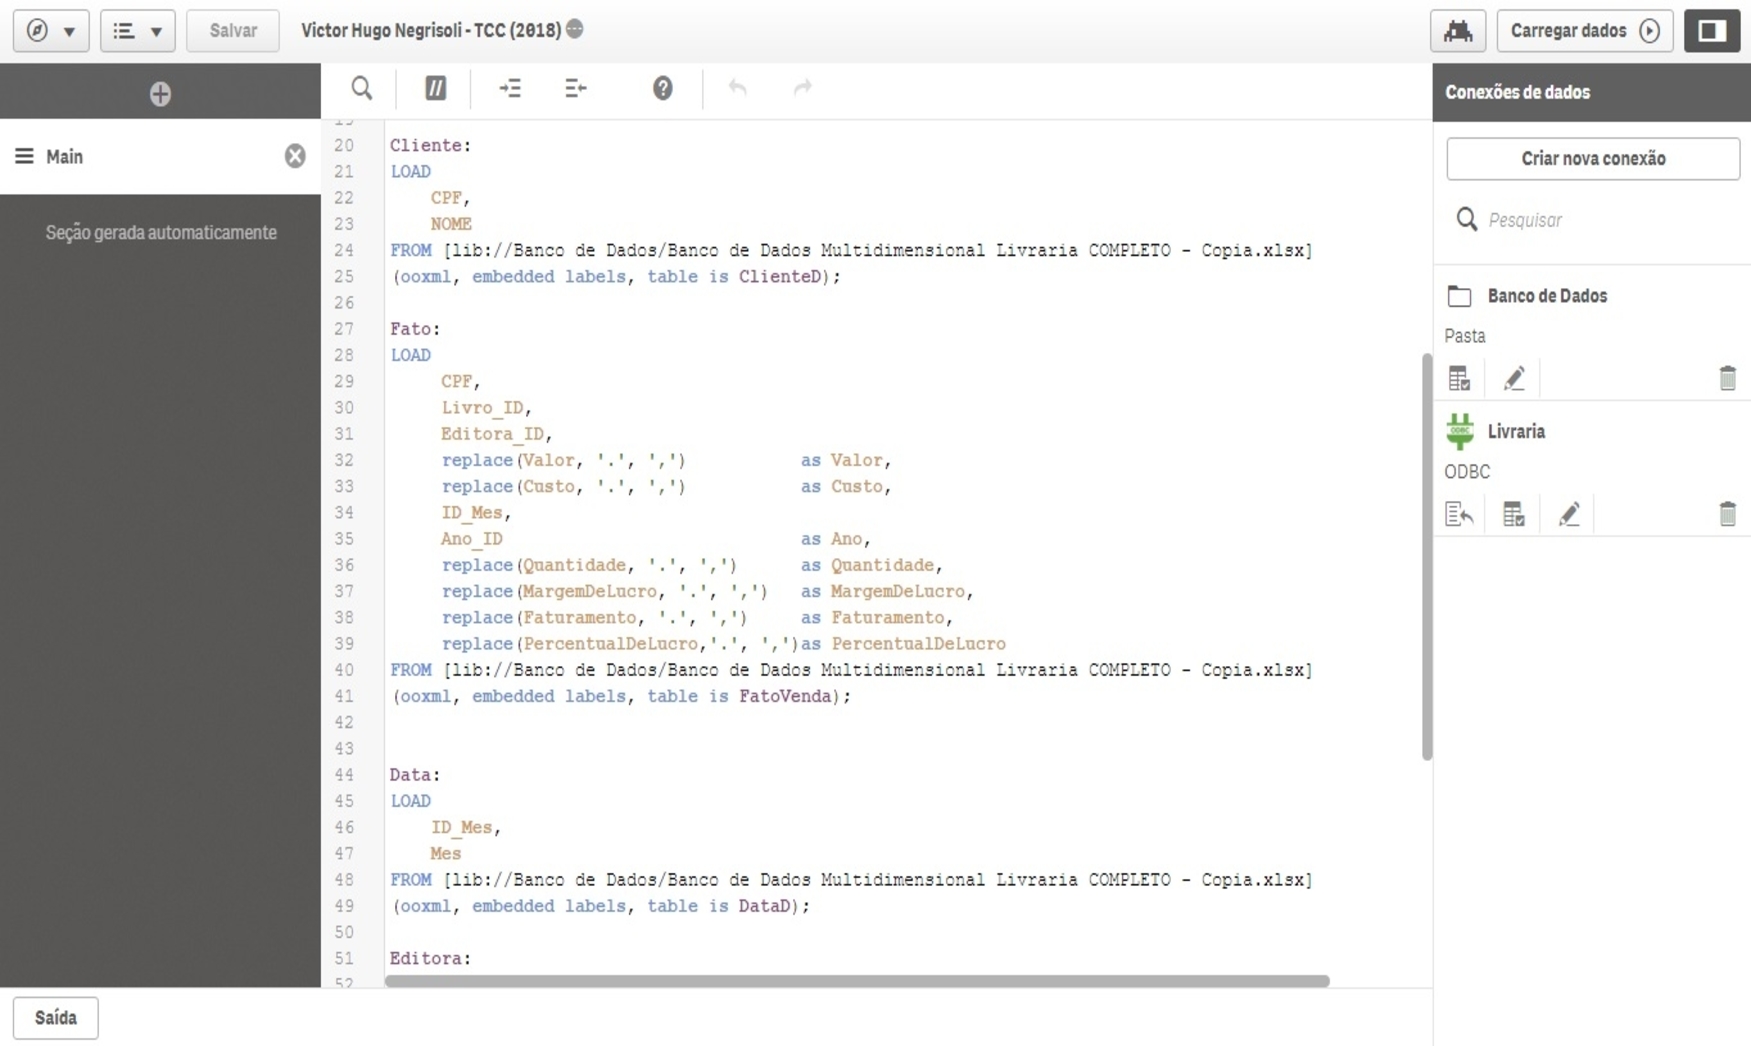 Salvar
Victor Hugo Negrisoli - TCC (2018)
Carregar dados
Main
Seção gerada automaticamente
19
20 Cliente:
21 LOAD
22 CPF,
23 NOME
24 FROM [lib://Banco de Dados/Banco de Dados Multidimensional Livraria COMPLETO - Copia.xlsx]
25 (ooxml, embedded labels, table is ClienteD);
26
27 Fato:
28 LOAD
29 CPF,
30 Livro_ID,
31 Editora_ID,
32 replace(Valor, '.', ',') as Valor,
33 replace(Custo, '.', ',') as Custo,
34 ID_Mes,
35 Ano_ID as Ano,
36 replace(Quantidade, '.', ',') as Quantidade,
37 replace(MargemDeLucro, '.', ',') as MargemDeLucro,
38 replace(Faturamento, '.', ',') as Faturamento,
39 replace(PercentualDeLucro,'.', ',')as PercentualDeLucro
40 FROM [lib://Banco de Dados/Banco de Dados Multidimensional Livraria COMPLETO - Copia.xlsx]
41 (ooxml, embedded labels, table is FatoVenda);
42
43
44 Data:
45 LOAD
46 ID_Mes,
47 Mes
48 FROM [lib://Banco de Dados/Banco de Dados Multidimensional Livraria COMPLETO - Copia.xlsx]
49 (ooxml, embedded labels, table is DataD);
50
51 Editora:
52
Conexões de dados
Criar nova conexão
Pesquisar
Banco de Dados
Pasta
ODBC
Livraria
ODBC
Saída